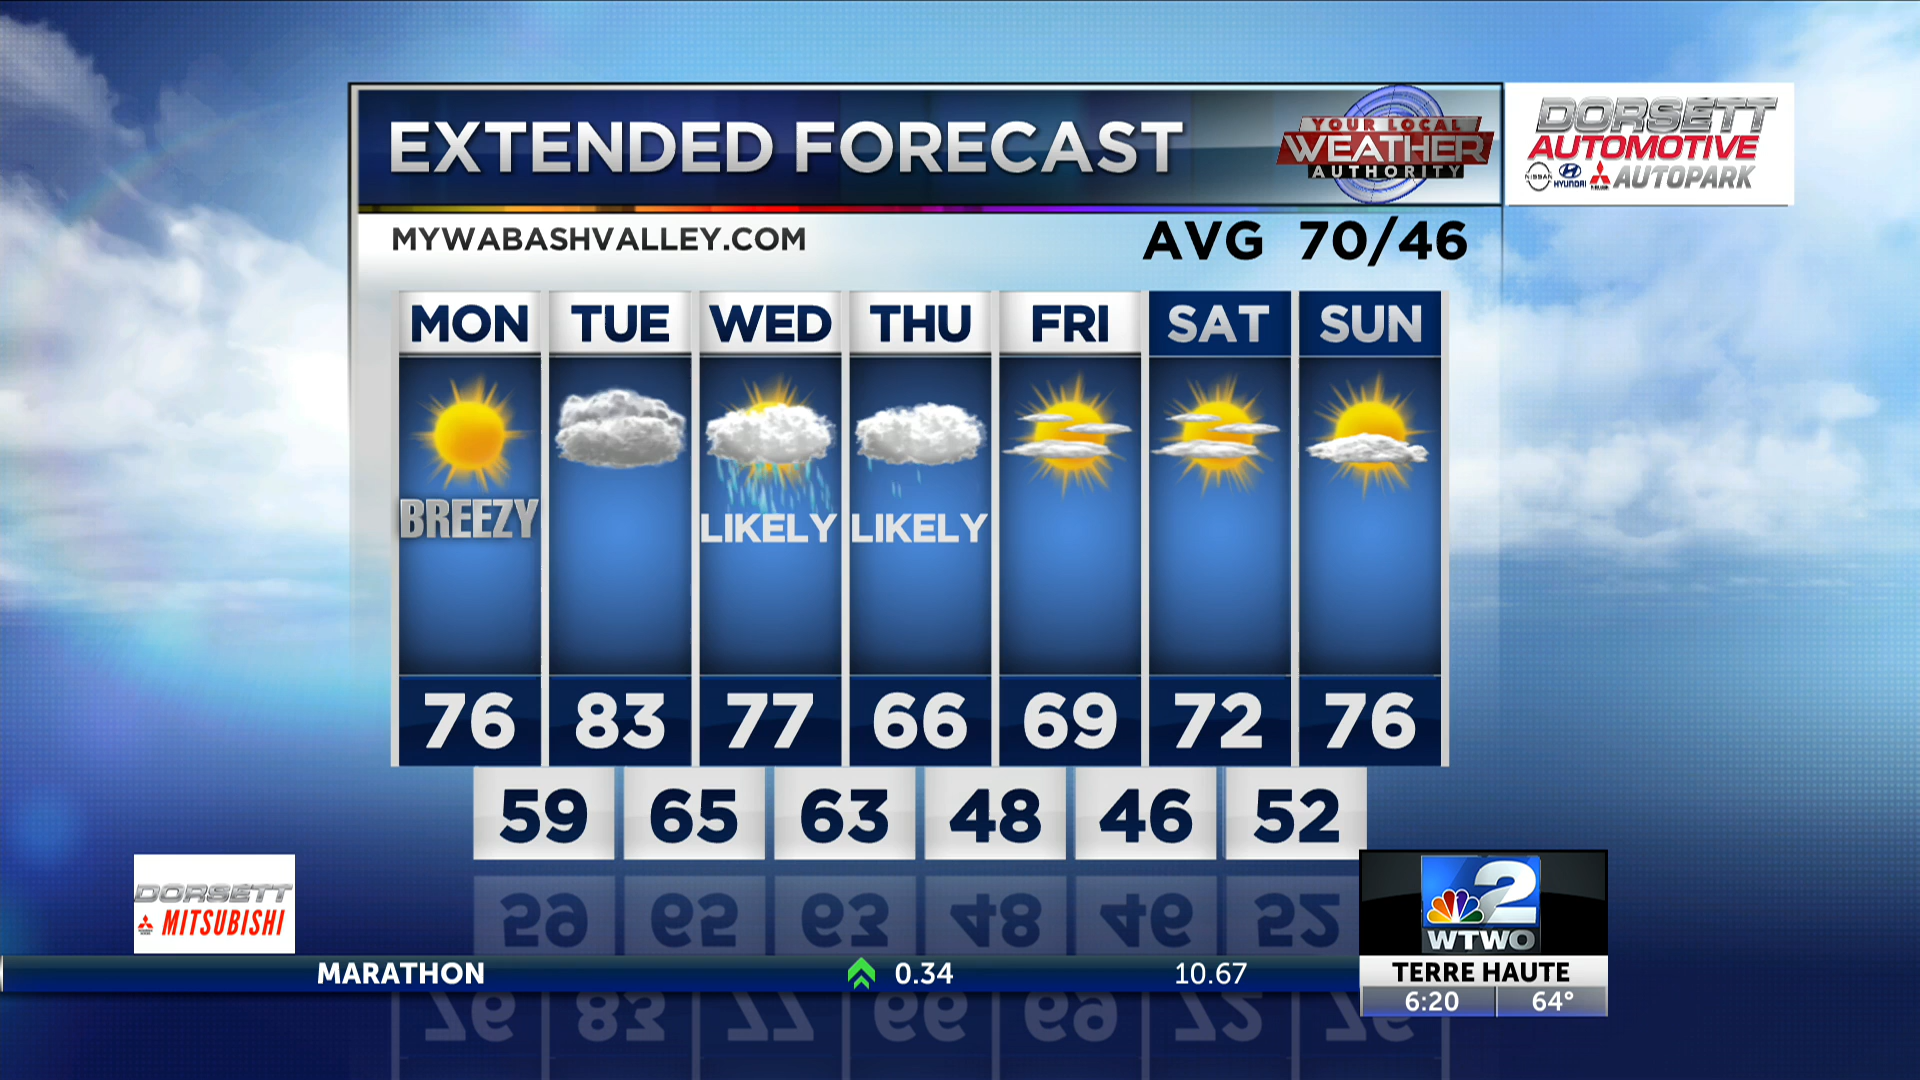 EXTENDED FORECAST
YOUR LOCAL
WEATHER
AUTHORITY
DORSETT
AUTOMOTIVE
NISSAN HYUNDAI AUTOPARK
MYWABASHVALLEY.COM
AVG 70/46
MON TUE WED THU FRI SAT SUN
BREEZY LIKELY LIKELY
76 83 77 66 69 72 76
59 65 63 48 46 52
DORSETT
MITSUBISHI
2
WTWO
MARATHON 0.34 10.67
TERRE HAUTE
6:20 64°